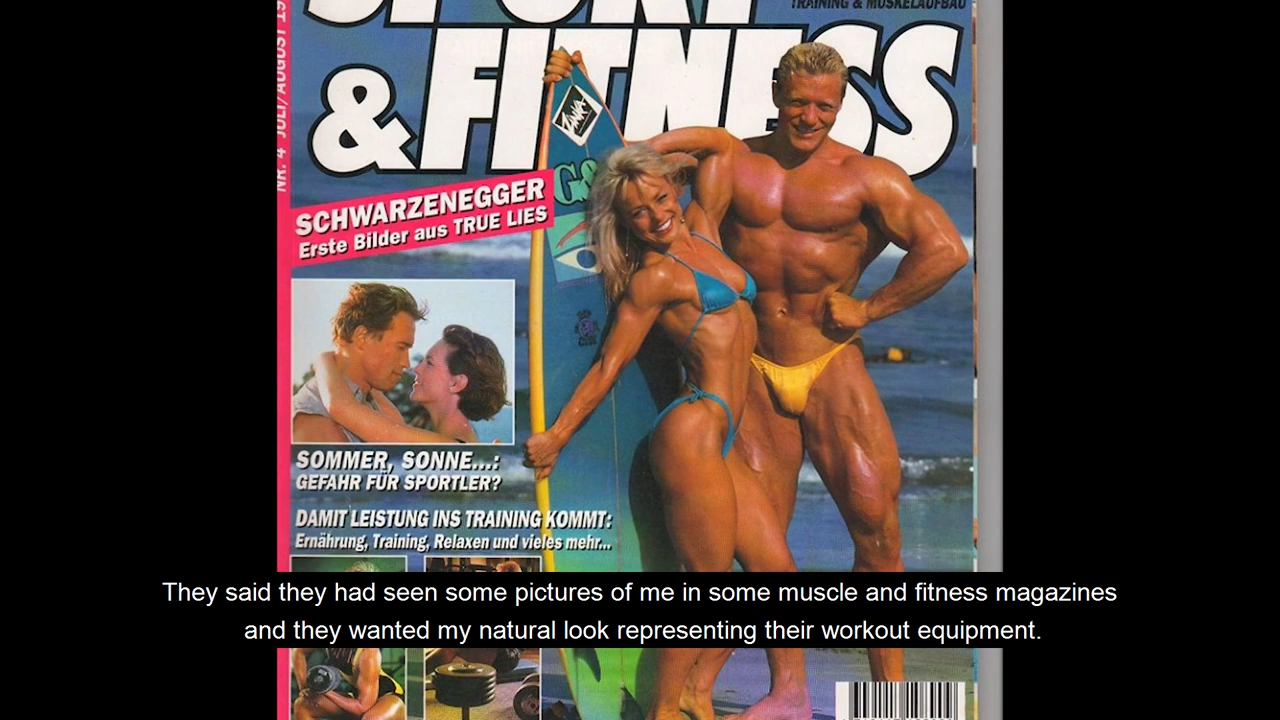 SPORT
TRAINING & MUSKELAUFBAU
&FITNESS
NR. 4 JULI/AUGUST 19
SCHWARZENEGGER
Erste Bilder aus TRUE LIES
SOMMER, SONNE...:
GEFAHR FÜR SPORTLER?
DAMIT LEISTUNG INS TRAINING KOMMT:
Ernährung, Training, Relaxen und vieles mehr...
They said they had seen some pictures of me in some muscle and fitness magazines
and they wanted my natural look representing their workout equipment.